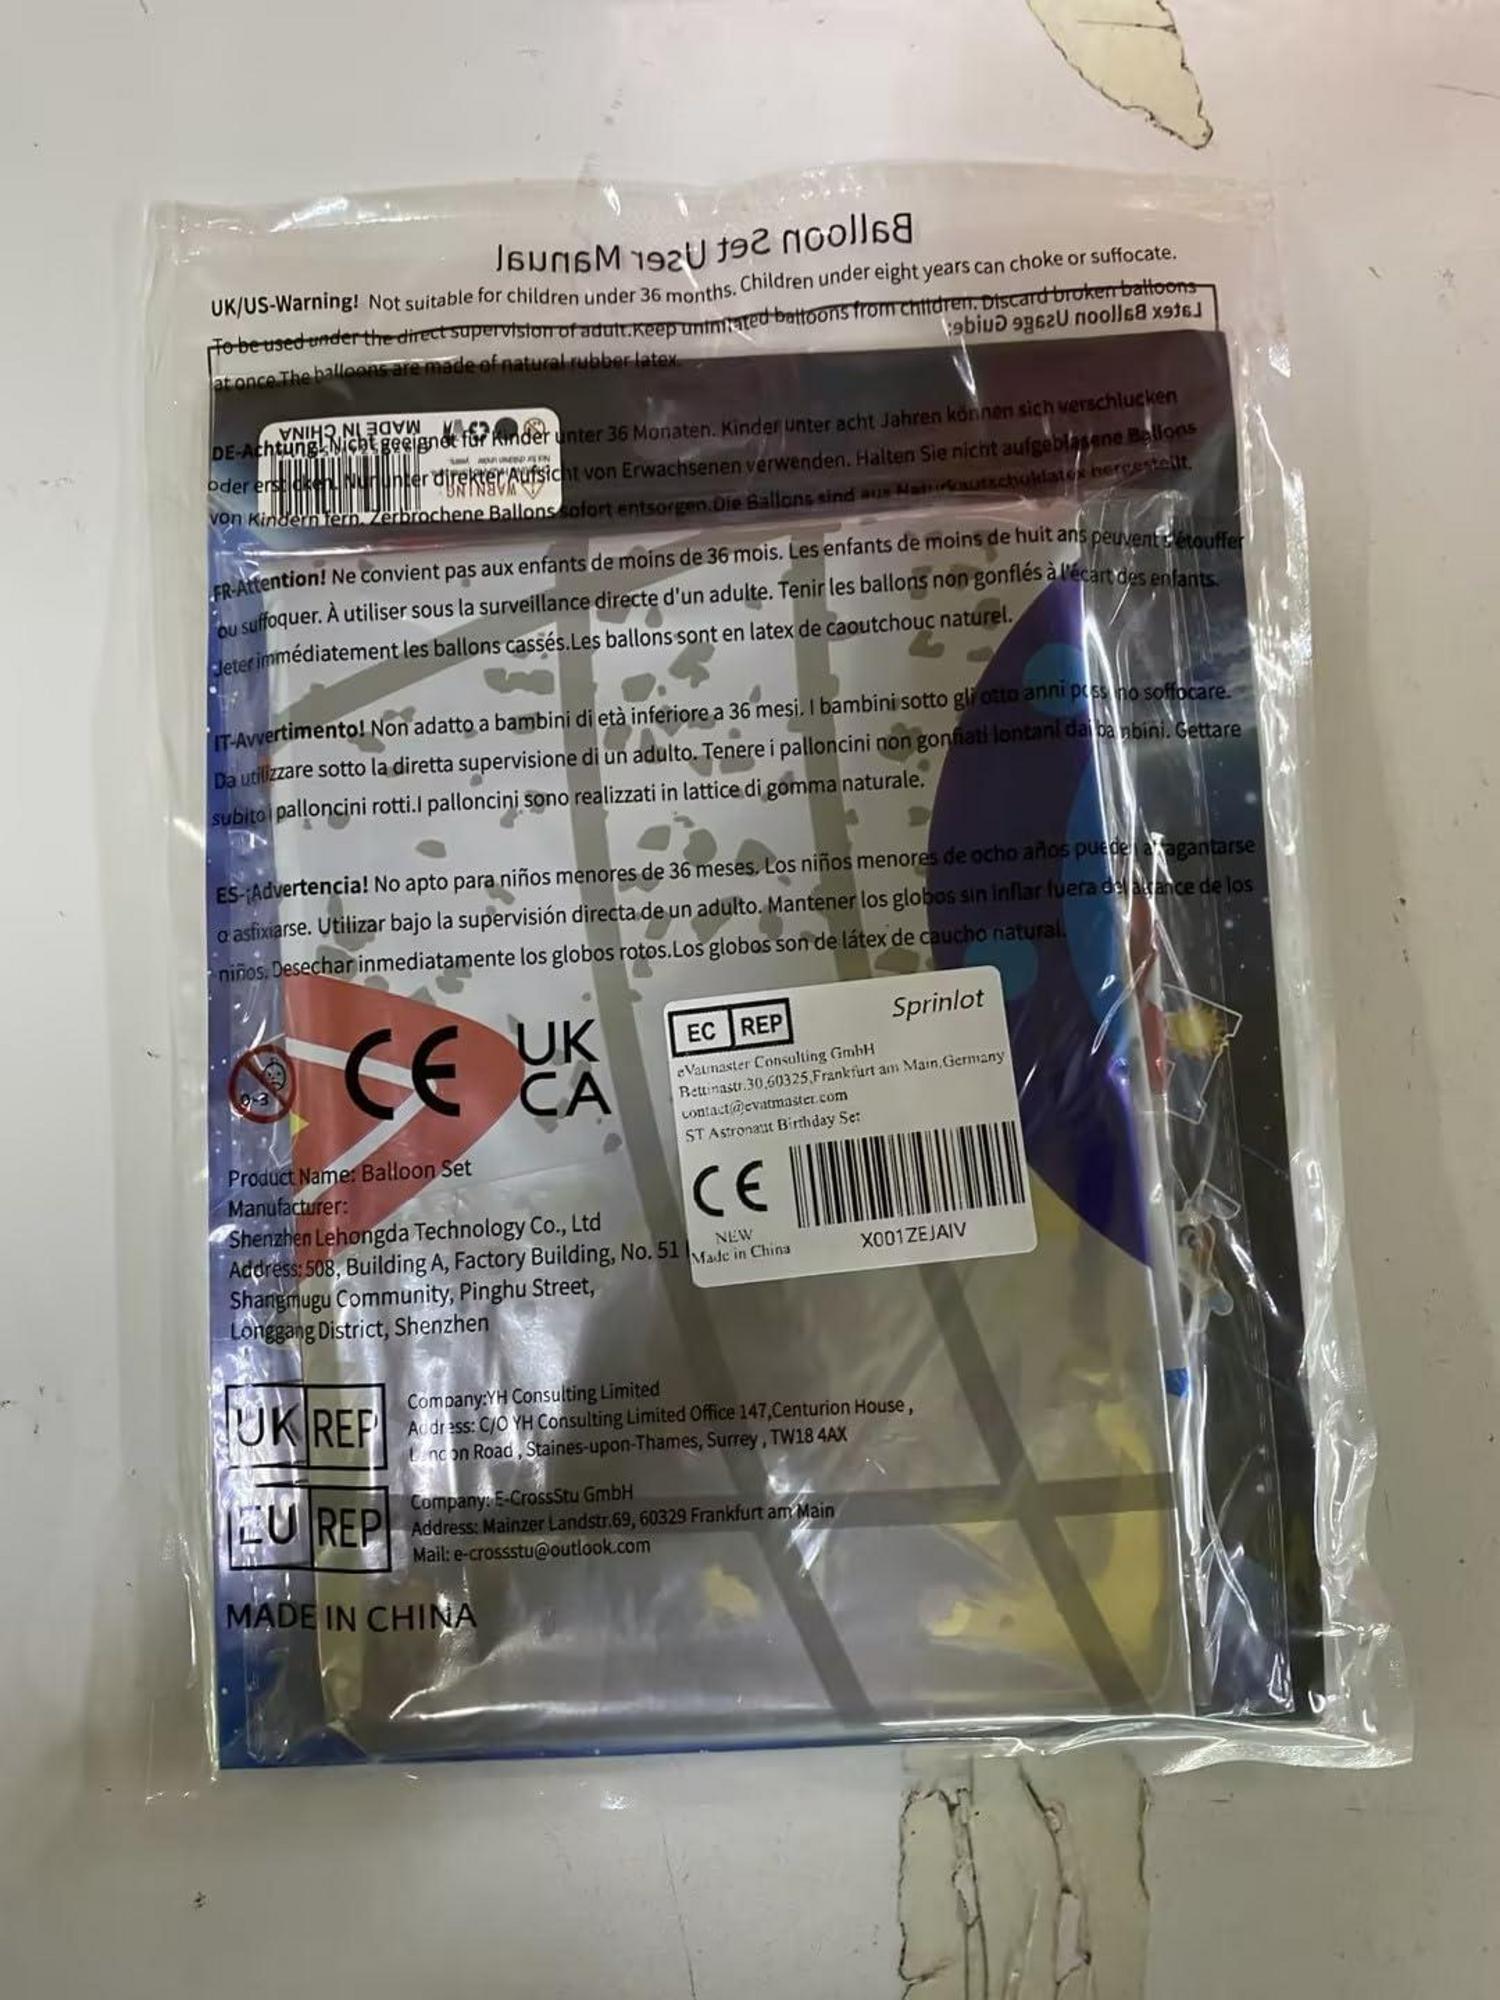 Balloon Set User Manual
UK/US-Warning! Not suitable for children under 36 months. Children under eight years can choke or suffocate.
Latex Balloon Usage Guide:
To be used under the direct supervision of adult.Keep uninflated balloons from children. Discard broken balloons
at once.The balloons are made of natural rubber latex.
MADE IN CHINA
DE-Achtung! Nicht geeignet für Kinder unter 36 Monaten. Kinder unter acht Jahren können sich verschlucken
oder ersticken. Nur unter direkter Aufsicht von Erwachsenen verwenden. Halten Sie nicht aufgeblasene Ballons
WARNING
von Kindern fern. Zerbrochene Ballons sofort entsorgen.Die Ballons sind aus Naturkautschuklatex hergestellt.
FR-Attention! Ne convient pas aux enfants de moins de 36 mois. Les enfants de moins de huit ans peuvent s'étouffer
ou suffoquer. À utiliser sous la surveillance directe d'un adulte. Tenir les ballons non gonflés à l'écart des enfants.
Jeter immédiatement les ballons cassés.Les ballons sont en latex de caoutchouc naturel.
IT-Avvertimento! Non adatto a bambini di età inferiore a 36 mesi. I bambini sotto gli otto anni possono soffocare.
Da utilizzare sotto la diretta supervisione di un adulto. Tenere i palloncini non gonfiati lontani dai bambini. Gettare
subito i palloncini rotti.I palloncini sono realizzati in lattice di gomma naturale.
ES-¡Advertencia! No apto para niños menores de 36 meses. Los niños menores de ocho años pueden atragantarse
o asfixiarse. Utilizar bajo la supervisión directa de un adulto. Mantener los globos sin inflar fuera del alcance de los
niños. Desechar inmediatamente los globos rotos.Los globos son de látex de caucho natural.
0-3
CE
UK
CA
EC REP
Sprinlot
eVatmaster Consulting GmbH
Bettinastr.30,60325,Frankfurt am Main,Germany
contact@evatmaster.com
ST Astronaut Birthday Set
CE
NEW
Made in China
X001ZEJAIV
Product Name: Balloon Set
Manufacturer:
Shenzhen Lehongda Technology Co., Ltd
Address: 508, Building A, Factory Building, No. 51
Shangmugu Community, Pinghu Street,
Longgang District, Shenzhen
UK REP
Company:YH Consulting Limited
Address: C/O YH Consulting Limited Office 147,Centurion House ,
London Road , Staines-upon-Thames, Surrey , TW18 4AX
EU REP
Company: E-CrossStu GmbH
Address: Mainzer Landstr.69, 60329 Frankfurt am Main
Mail: e-crossstu@outlook.com
MADE IN CHINA